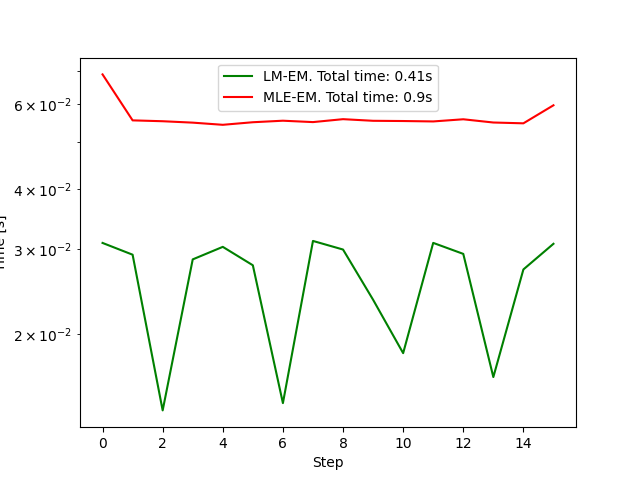 LM-EM. Total time: 0.41s
MLE-EM. Total time: 0.9s
6 × 10⁻²
4 × 10⁻²
3 × 10⁻²
2 × 10⁻²
[s]
0 2 4 6 8 10 12 14
Step